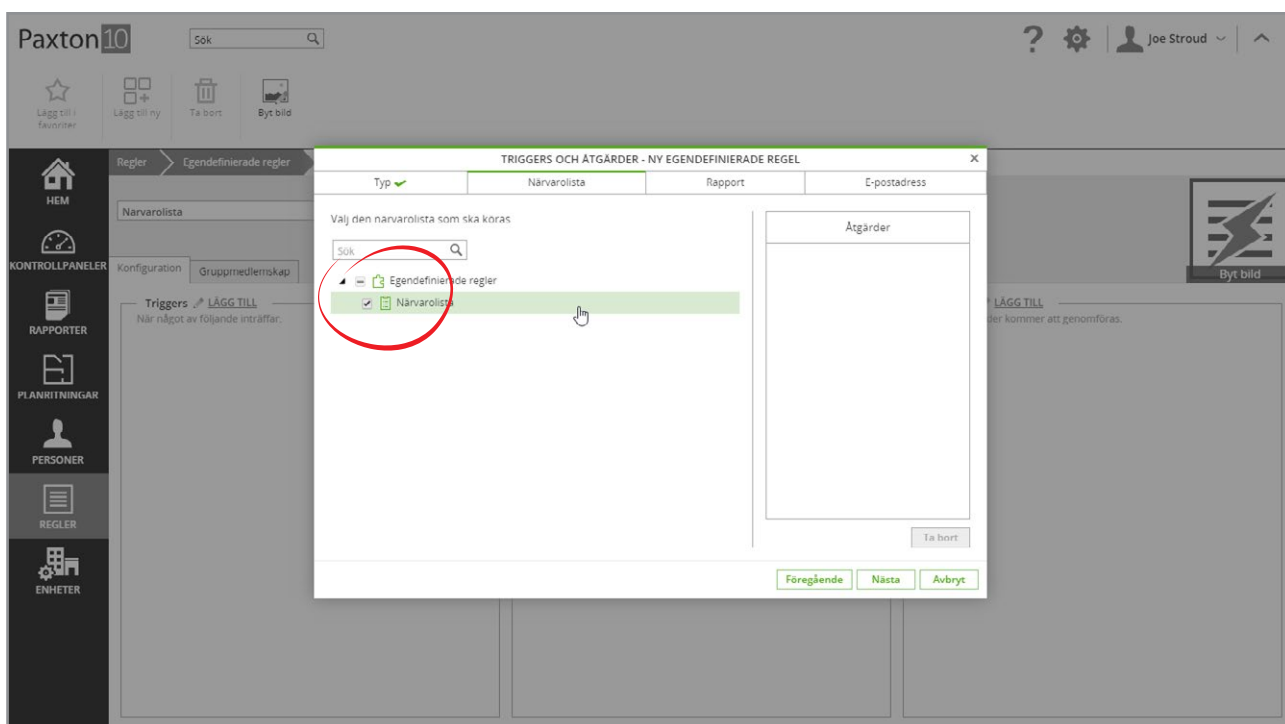 Paxton10
Sök
Joe Stroud
Lägg till i favoriter
Lägg till ny
Ta bort
Byt bild
HEM
KONTROLLPANELER
RAPPORTER
PLANRITNINGAR
PERSONER
REGLER
ENHETER
Regler
Egendefinierade regler
Narvarolista
Konfiguration
Gruppmedlemskap
Triggers LÄGG TILL
När något av följande inträffar.
LÄGG TILL
der kommer att genomföras.
Byt bild
TRIGGERS OCH ÅTGÄRDER - NY EGENDEFINIERADE REGEL
X
Typ
Närvarolista
Rapport
E-postadress
Välj den narvarolista som ska köras
Sök
Egendefinierade regler
Närvarolista
Åtgärder
Ta bort
Föregående
Nästa
Avbryt